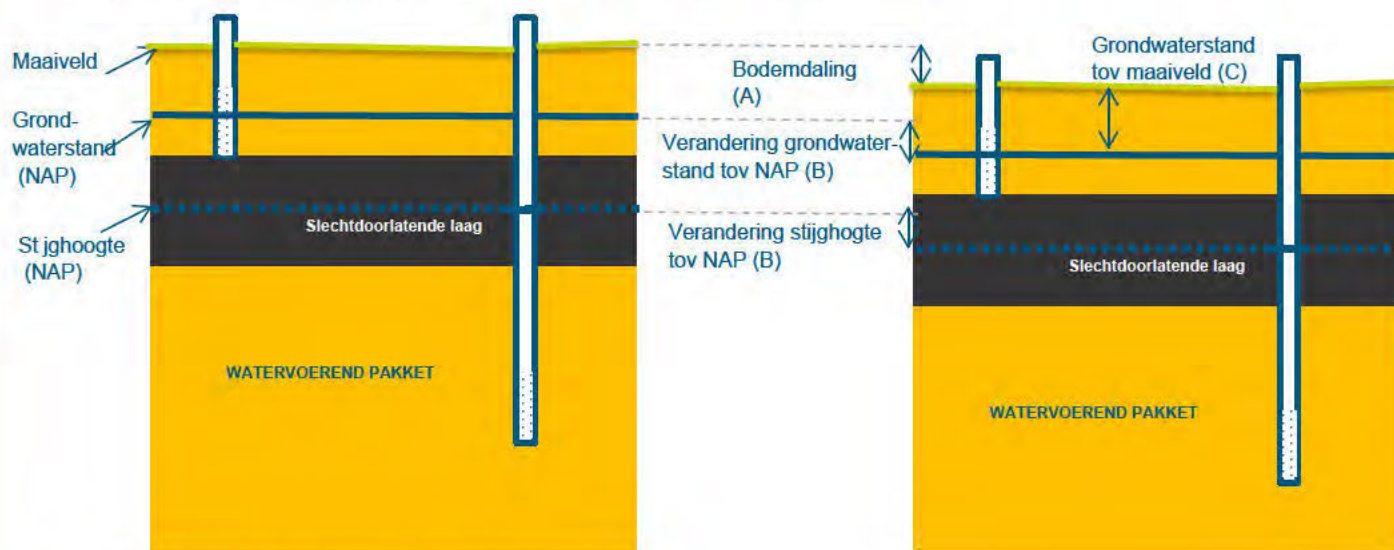 Maaiveld
Grond-
waterstand
(NAP)
St jghoogte
(NAP)
Slechtdoorlatende laag
WATERVOEREND PAKKET
Bodemdaling
(A)
Verandering grondwater-
stand tov NAP (B)
Verandering stijghogte
tov NAP (B)
Grondwaterstand
tov maaiveld (C)
Slechtdoorlatende laag
WATERVOEREND PAKKET